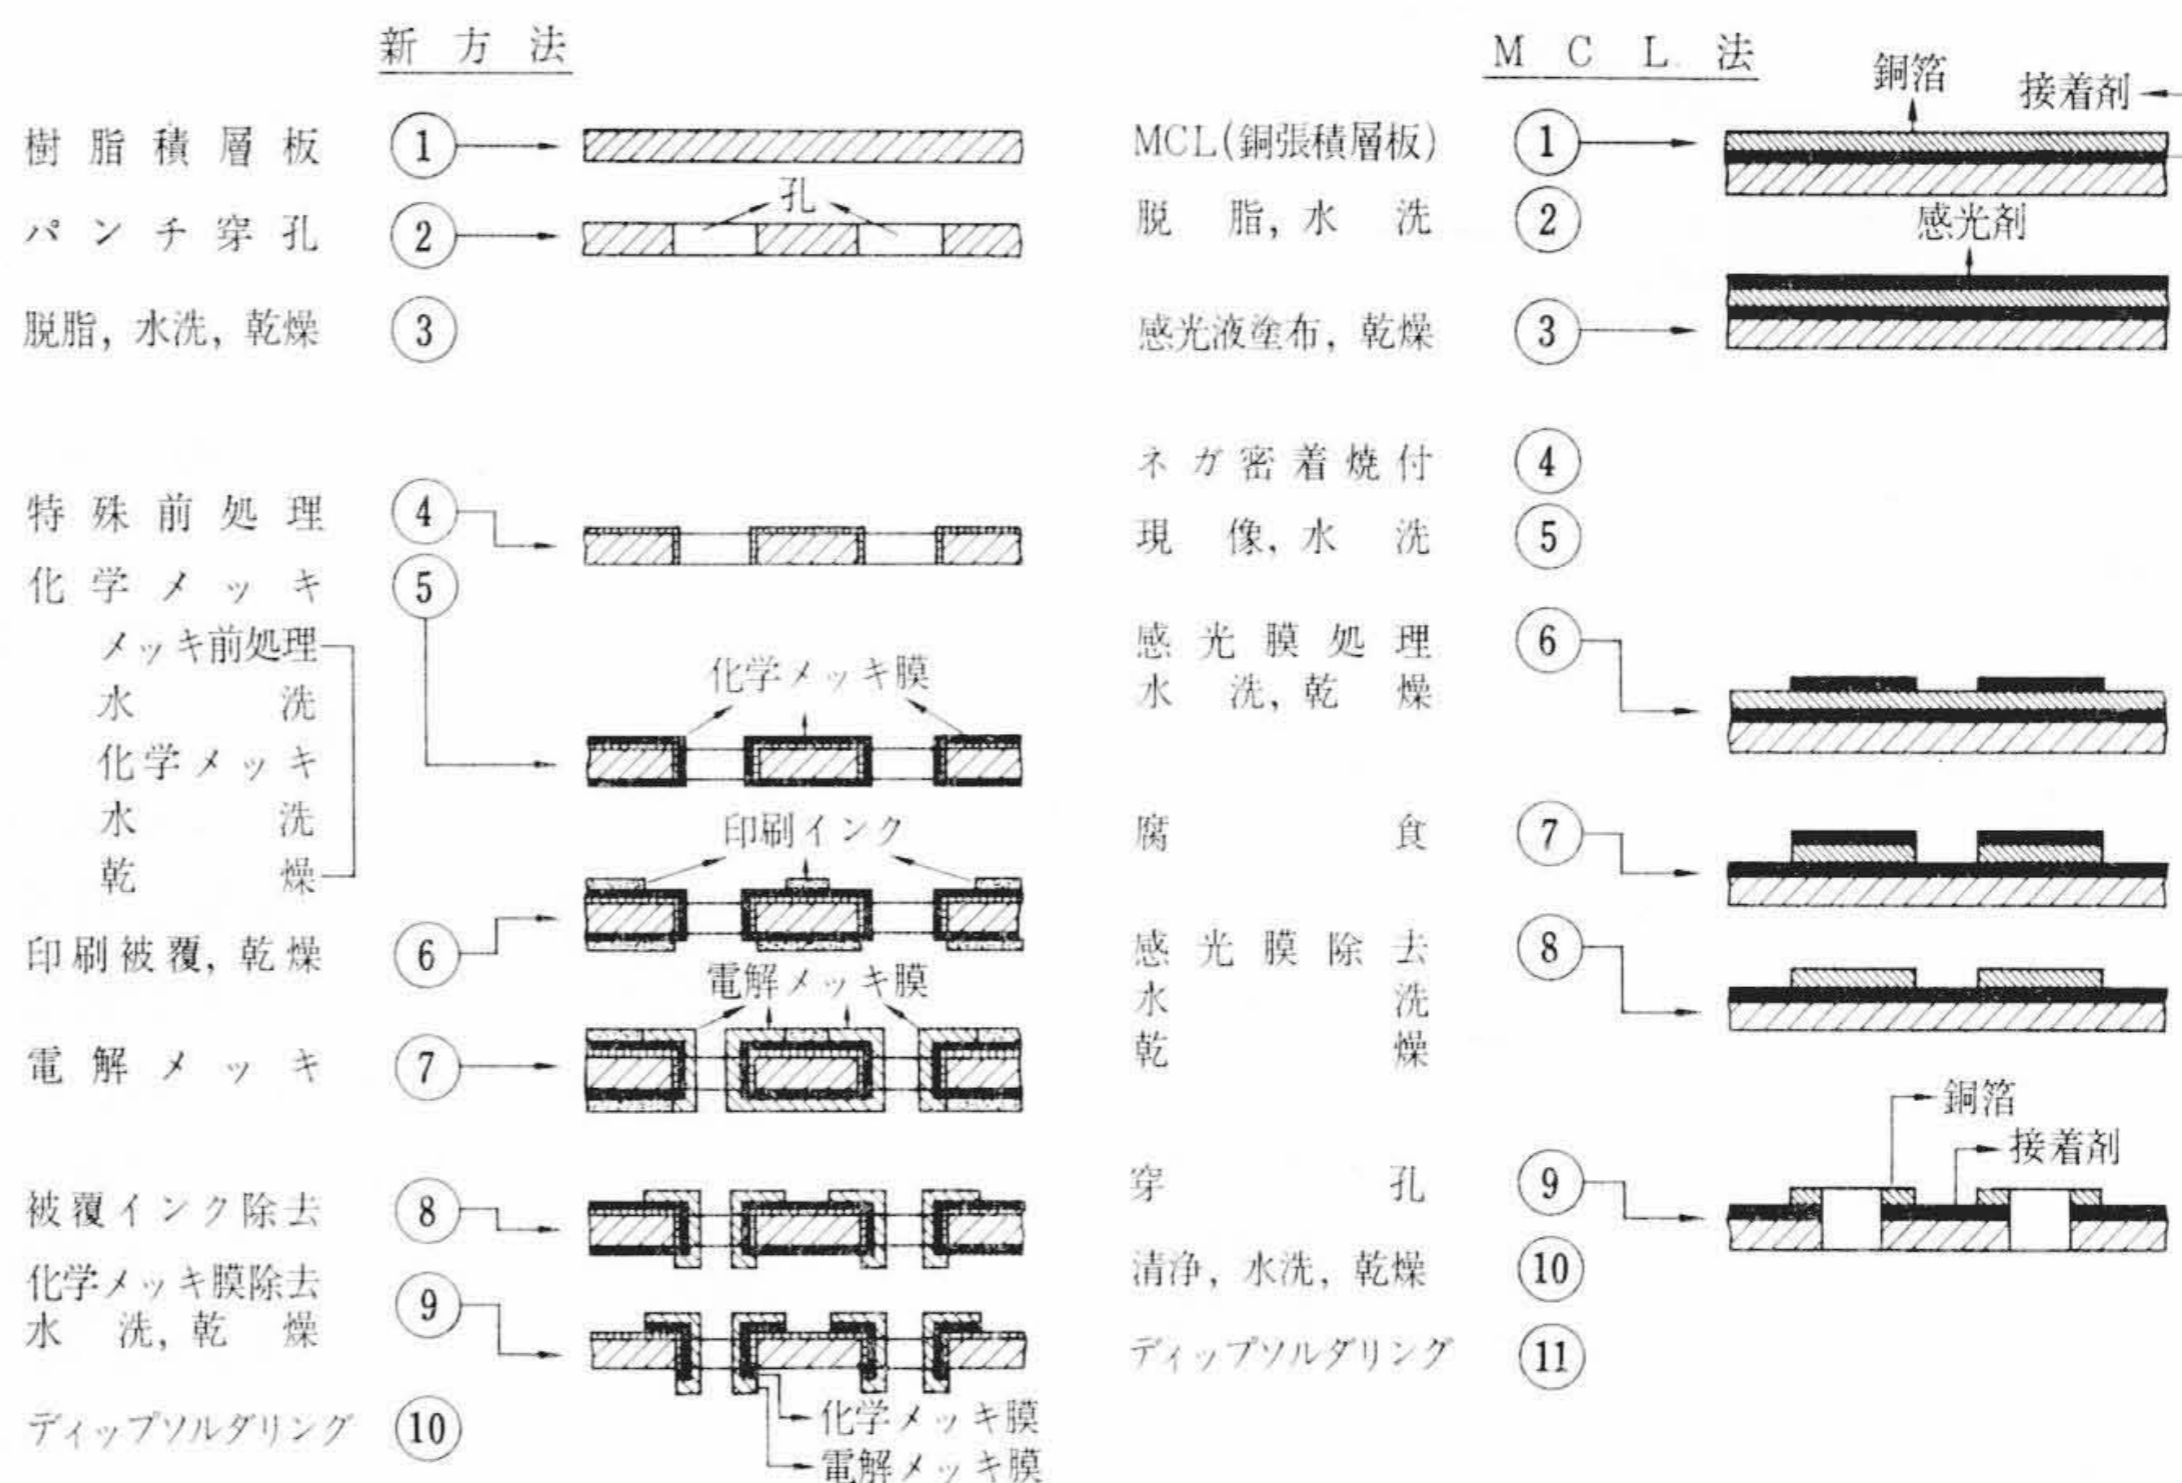 新方法
樹脂積層板 ①
孔
パンチ穿孔 ②
脱脂, 水洗, 乾燥 ③
特殊前処理 ④
化学メッキ ⑤
メッキ前処理
水洗
化学メッキ
水洗
乾燥
化学メッキ膜
印刷インク
印刷被覆, 乾燥 ⑥
電解メッキ膜
電解メッキ ⑦
被覆インク除去 ⑧
化学メッキ膜除去 ⑨
水洗, 乾燥
ディップソルダリング ⑩
化学メッキ膜
電解メッキ膜
MCL法
銅箔 接着剤
MCL(銅張積層板) ①
脱脂, 水洗 ②
感光剤
感光液塗布, 乾燥 ③
ネガ密着焼付 ④
現像, 水洗 ⑤
感光膜処理 ⑥
水洗, 乾燥
腐食 ⑦
感光膜除去 ⑧
水洗
乾燥
銅箔
接着剤
穿孔 ⑨
清浄, 水洗, 乾燥 ⑩
ディップソルダリング ⑪